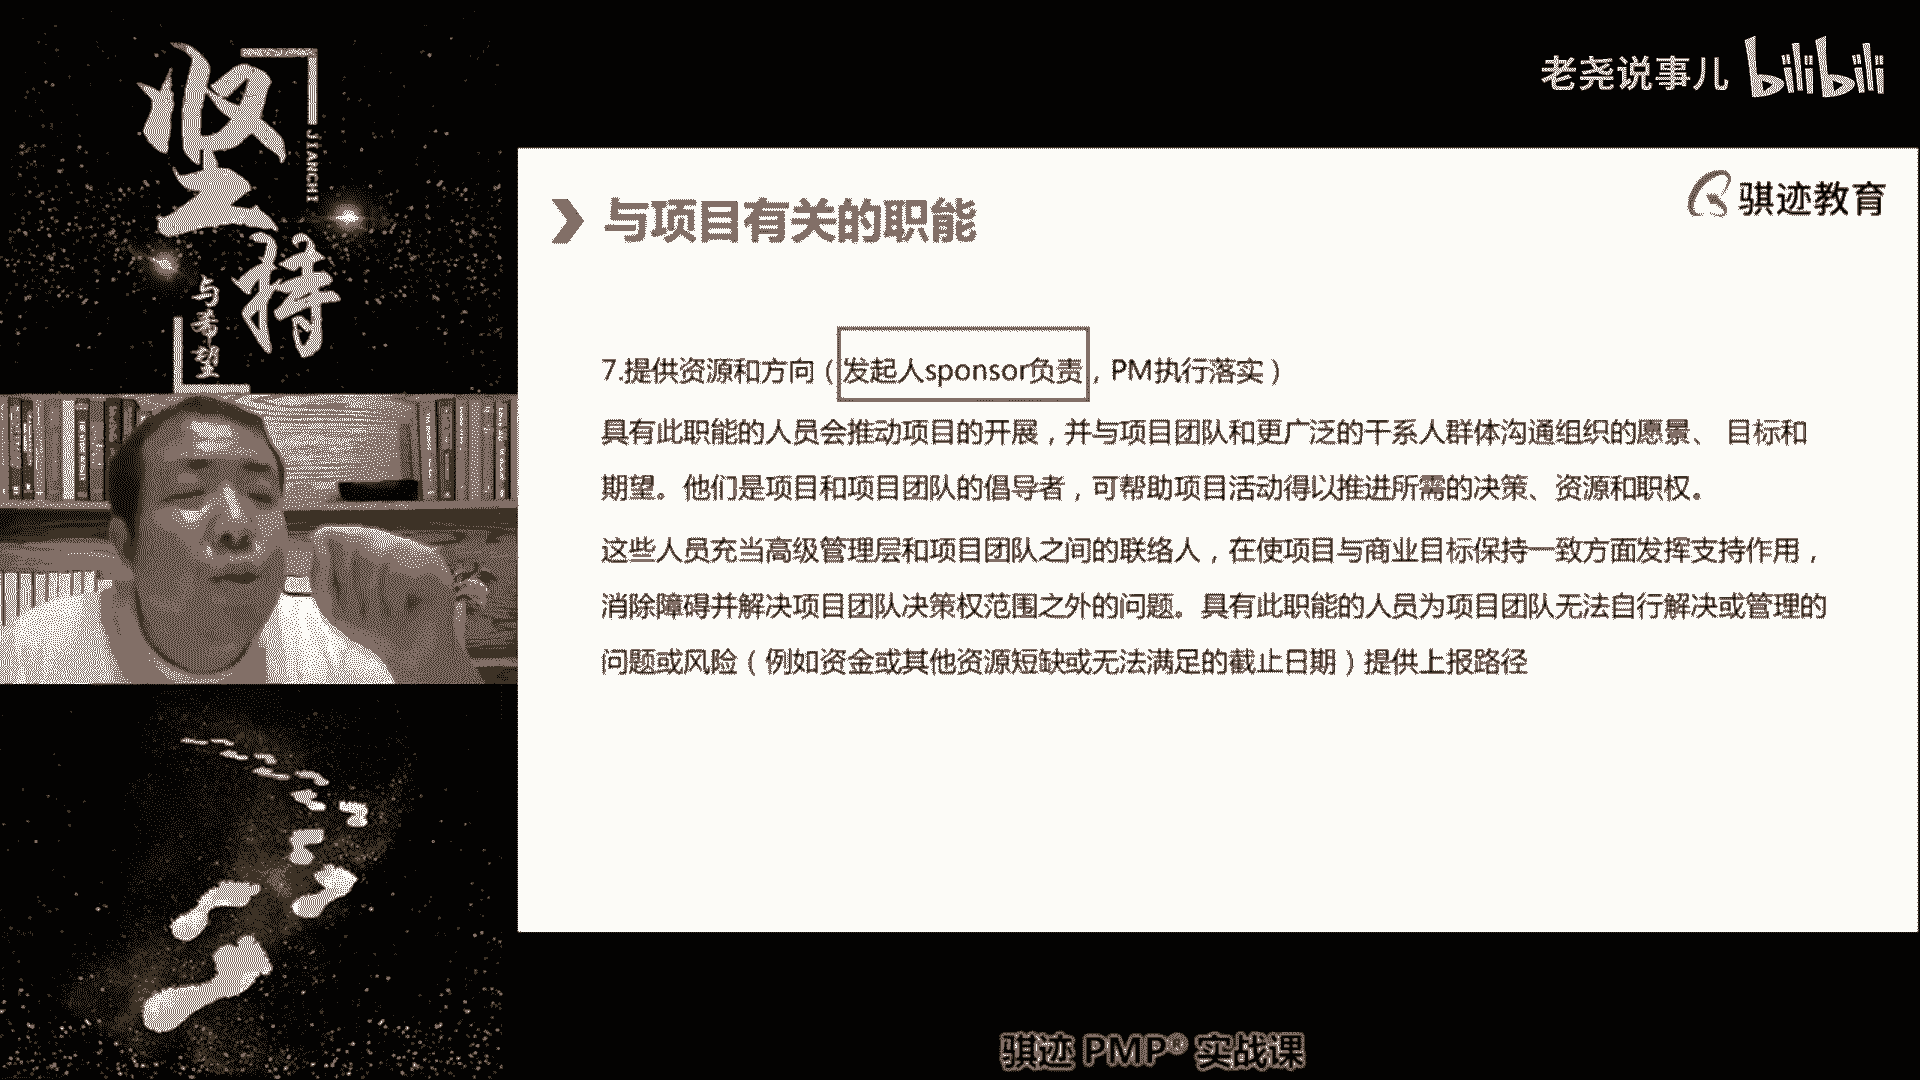 坚持
JIANCHI
与希望
老尧说事儿 bilibili
骐迹教育
与项目有关的职能
7.提供资源和方向（发起人sponsor负责，PM执行落实）
具有此职能的人员会推动项目的开展，并与项目团队和更广泛的干系人群体沟通组织的愿景、 目标和
期望。他们是项目和项目团队的倡导者，可帮助项目活动得以推进所需的决策、资源和职权。
这些人员充当高级管理层和项目团队之间的联络人，在使项目与商业目标保持一致方面发挥支持作用，
消除障碍并解决项目团队决策权范围之外的问题。具有此职能的人员为项目团队无法自行解决或管理的
问题或风险（例如资金或其他资源短缺或无法满足的截止日期）提供上报路径
骐迹 PMP® 实战课